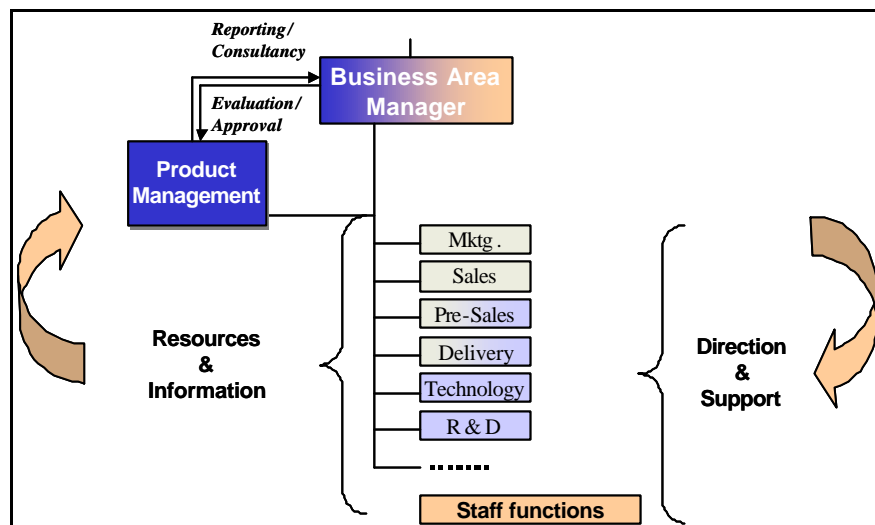 Reporting/
Consultancy
Business Area
Manager
Evaluation/
Approval
Product
Management
Mktg .
Sales
Pre-Sales
Delivery
Technology
R & D
Resources
&
Information
Direction
&
Support
Staff functions